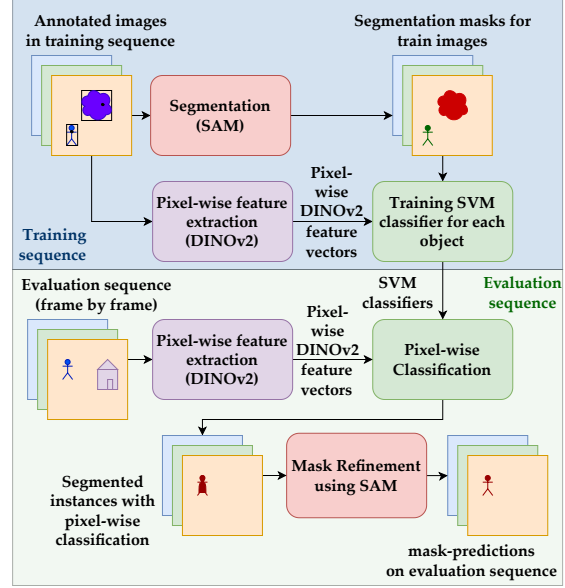 Annotated images
in training sequence
Segmentation masks for
train images
Segmentation
(SAM)
Pixel-wise feature
extraction
(DINOv2)
Pixel-
wise
DINOv2
feature
vectors
Training SVM
classifier for each
object
Training
sequence
Evaluation sequence
(frame by frame)
SVM
classifiers
Evaluation
sequence
Pixel-wise feature
extraction
(DINOv2)
Pixel-
wise
DINOv2
feature
vectors
Pixel-wise
Classification
Segmented
instances with
pixel-wise
classification
Mask Refinement
using SAM
mask-predictions
on evaluation sequence